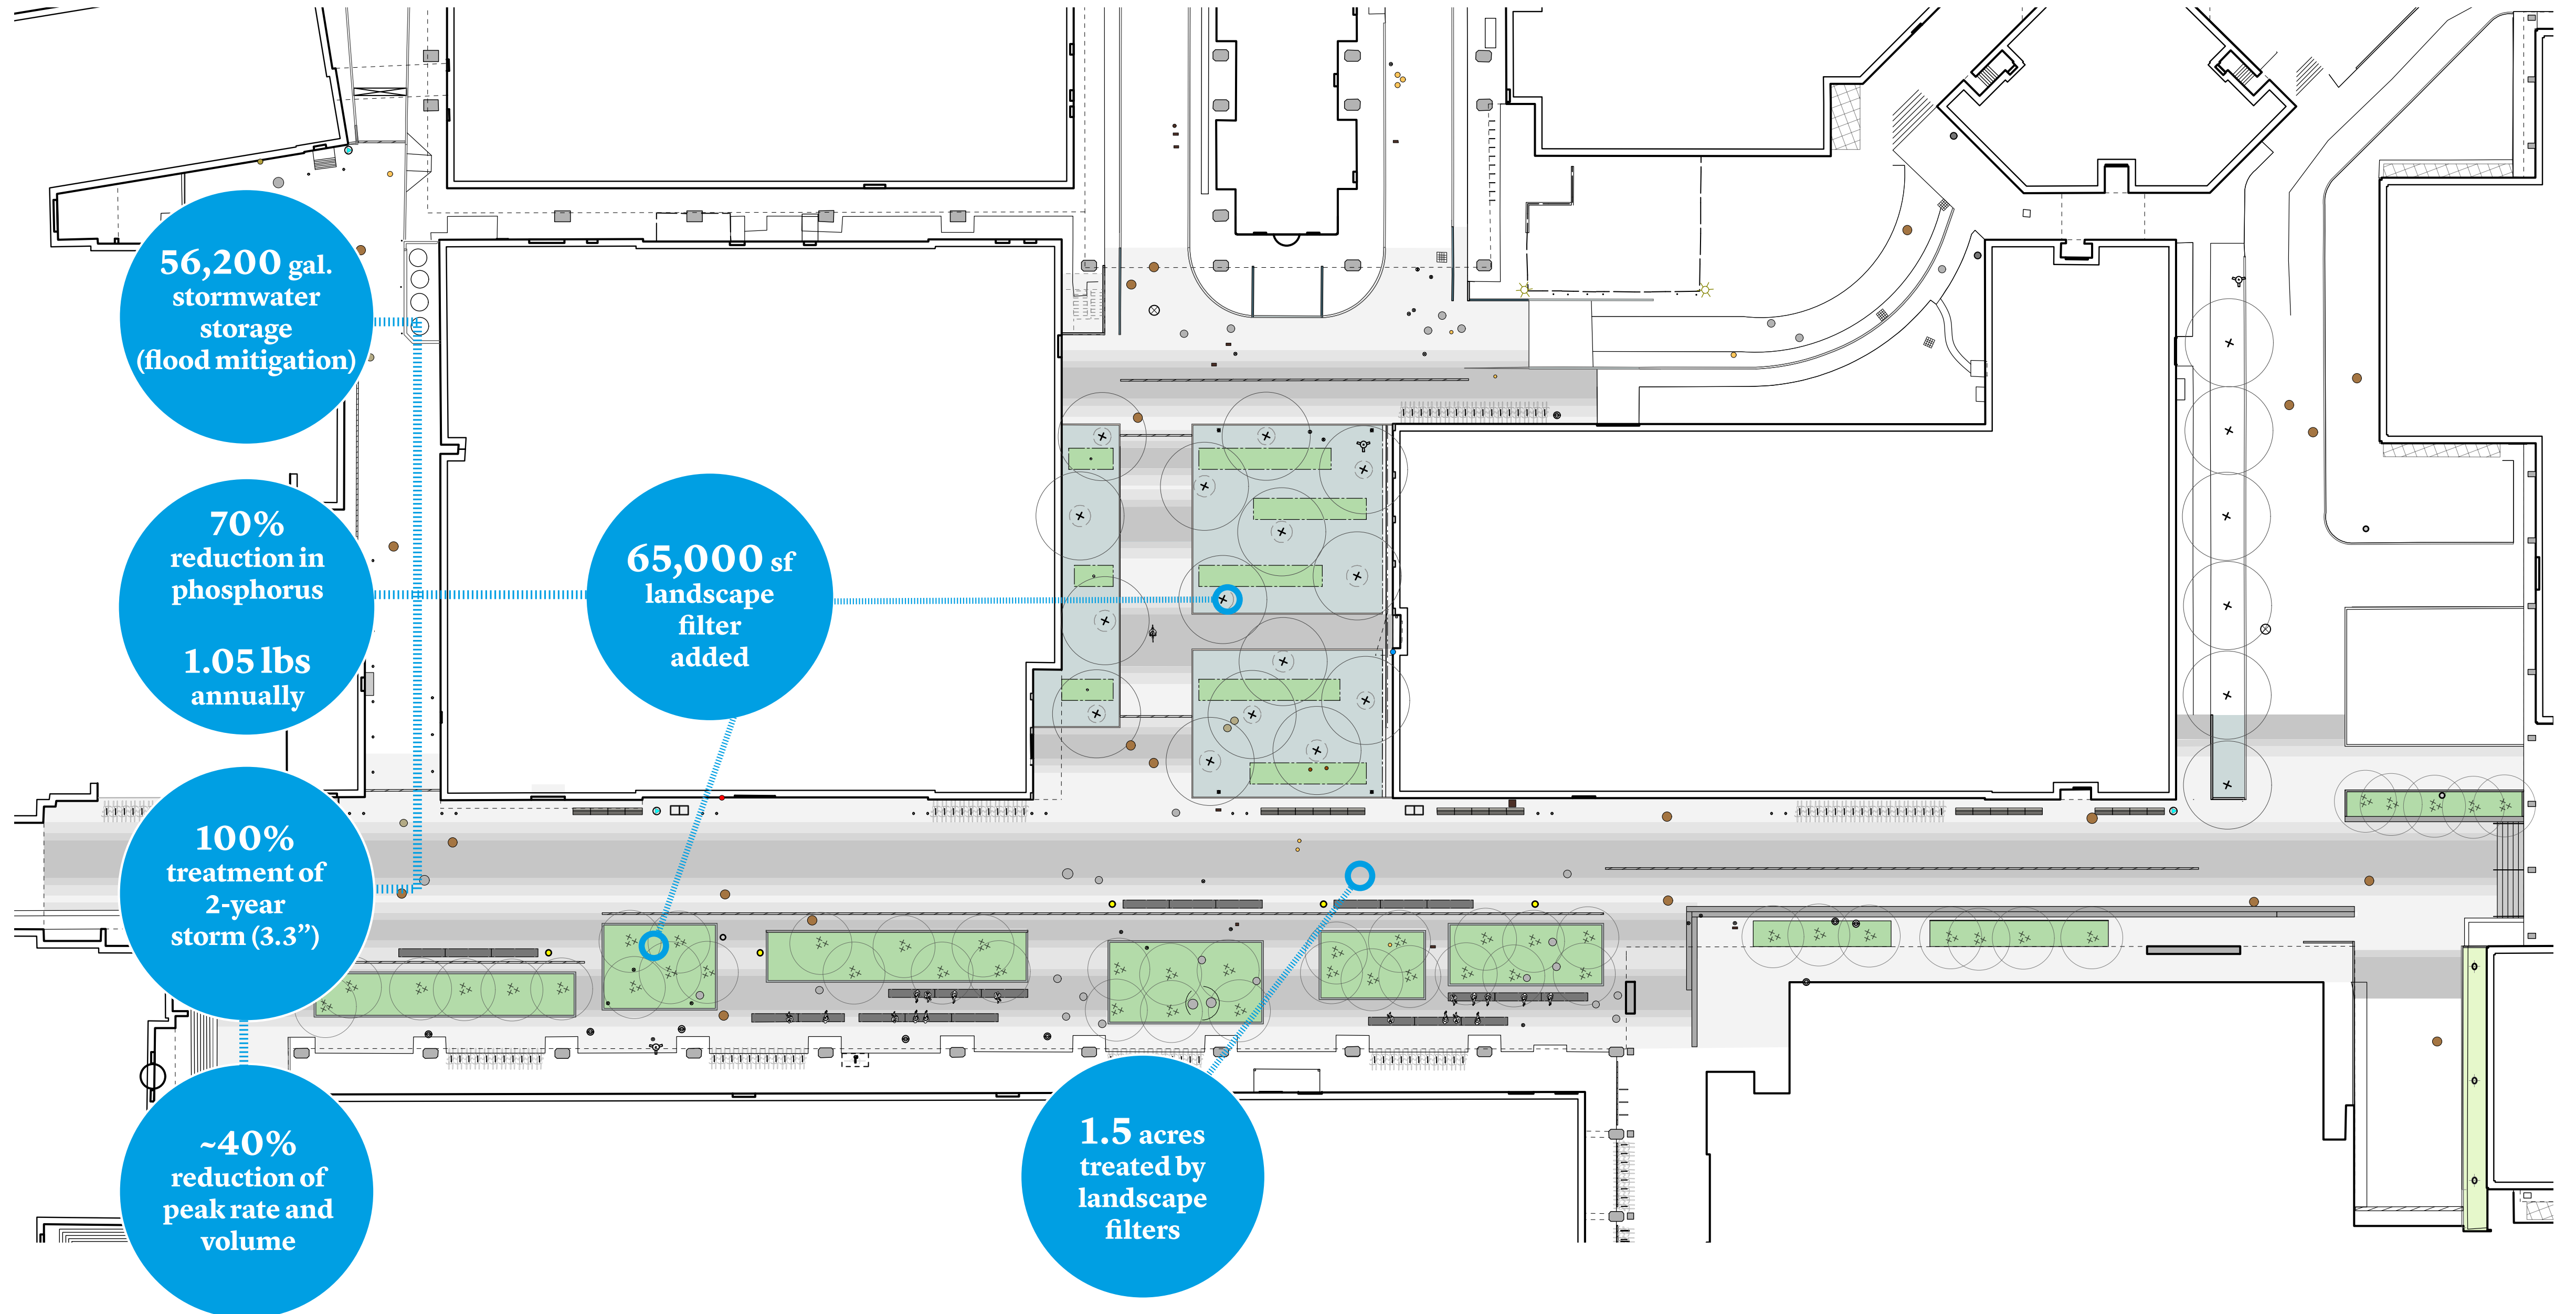 56,200 gal.
stormwater
storage
(flood mitigation)
70%
reduction in
phosphorus
1.05 lbs
annually
65,000 sf
landscape
filter
added
100%
treatment of
2-year
storm (3.3”)
~40%
reduction of
peak rate and
volume
1.5 acres
treated by
landscape
filters